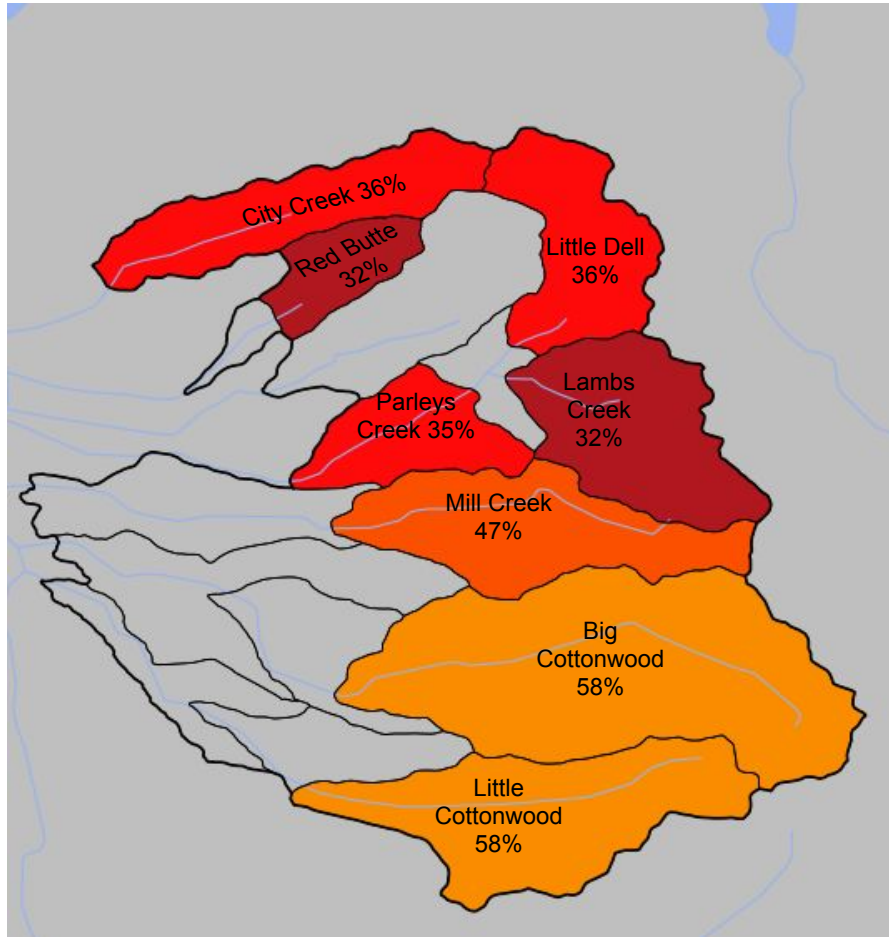 City Creek 36%
Red Butte
32%
Little Dell
36%
Lambs
Creek
32%
Parleys
Creek 35%
Mill Creek
47%
Big
Cottonwood
58%
Little
Cottonwood
58%